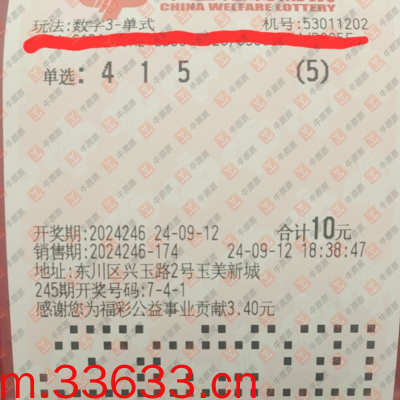 CHINA WELFARE LOTTERY
玩法:数字3-单式 机号:53011202
单选: 4 1 5 (5)
开奖期:2024246 24-09-12 合计10元
销售期:2024246-174 24-09-12 18:38:47
地址:东川区兴玉路2号玉美新城
245期开奖号码:7-4-1
感谢您为福彩公益事业贡献3.40元
m.33633.cn